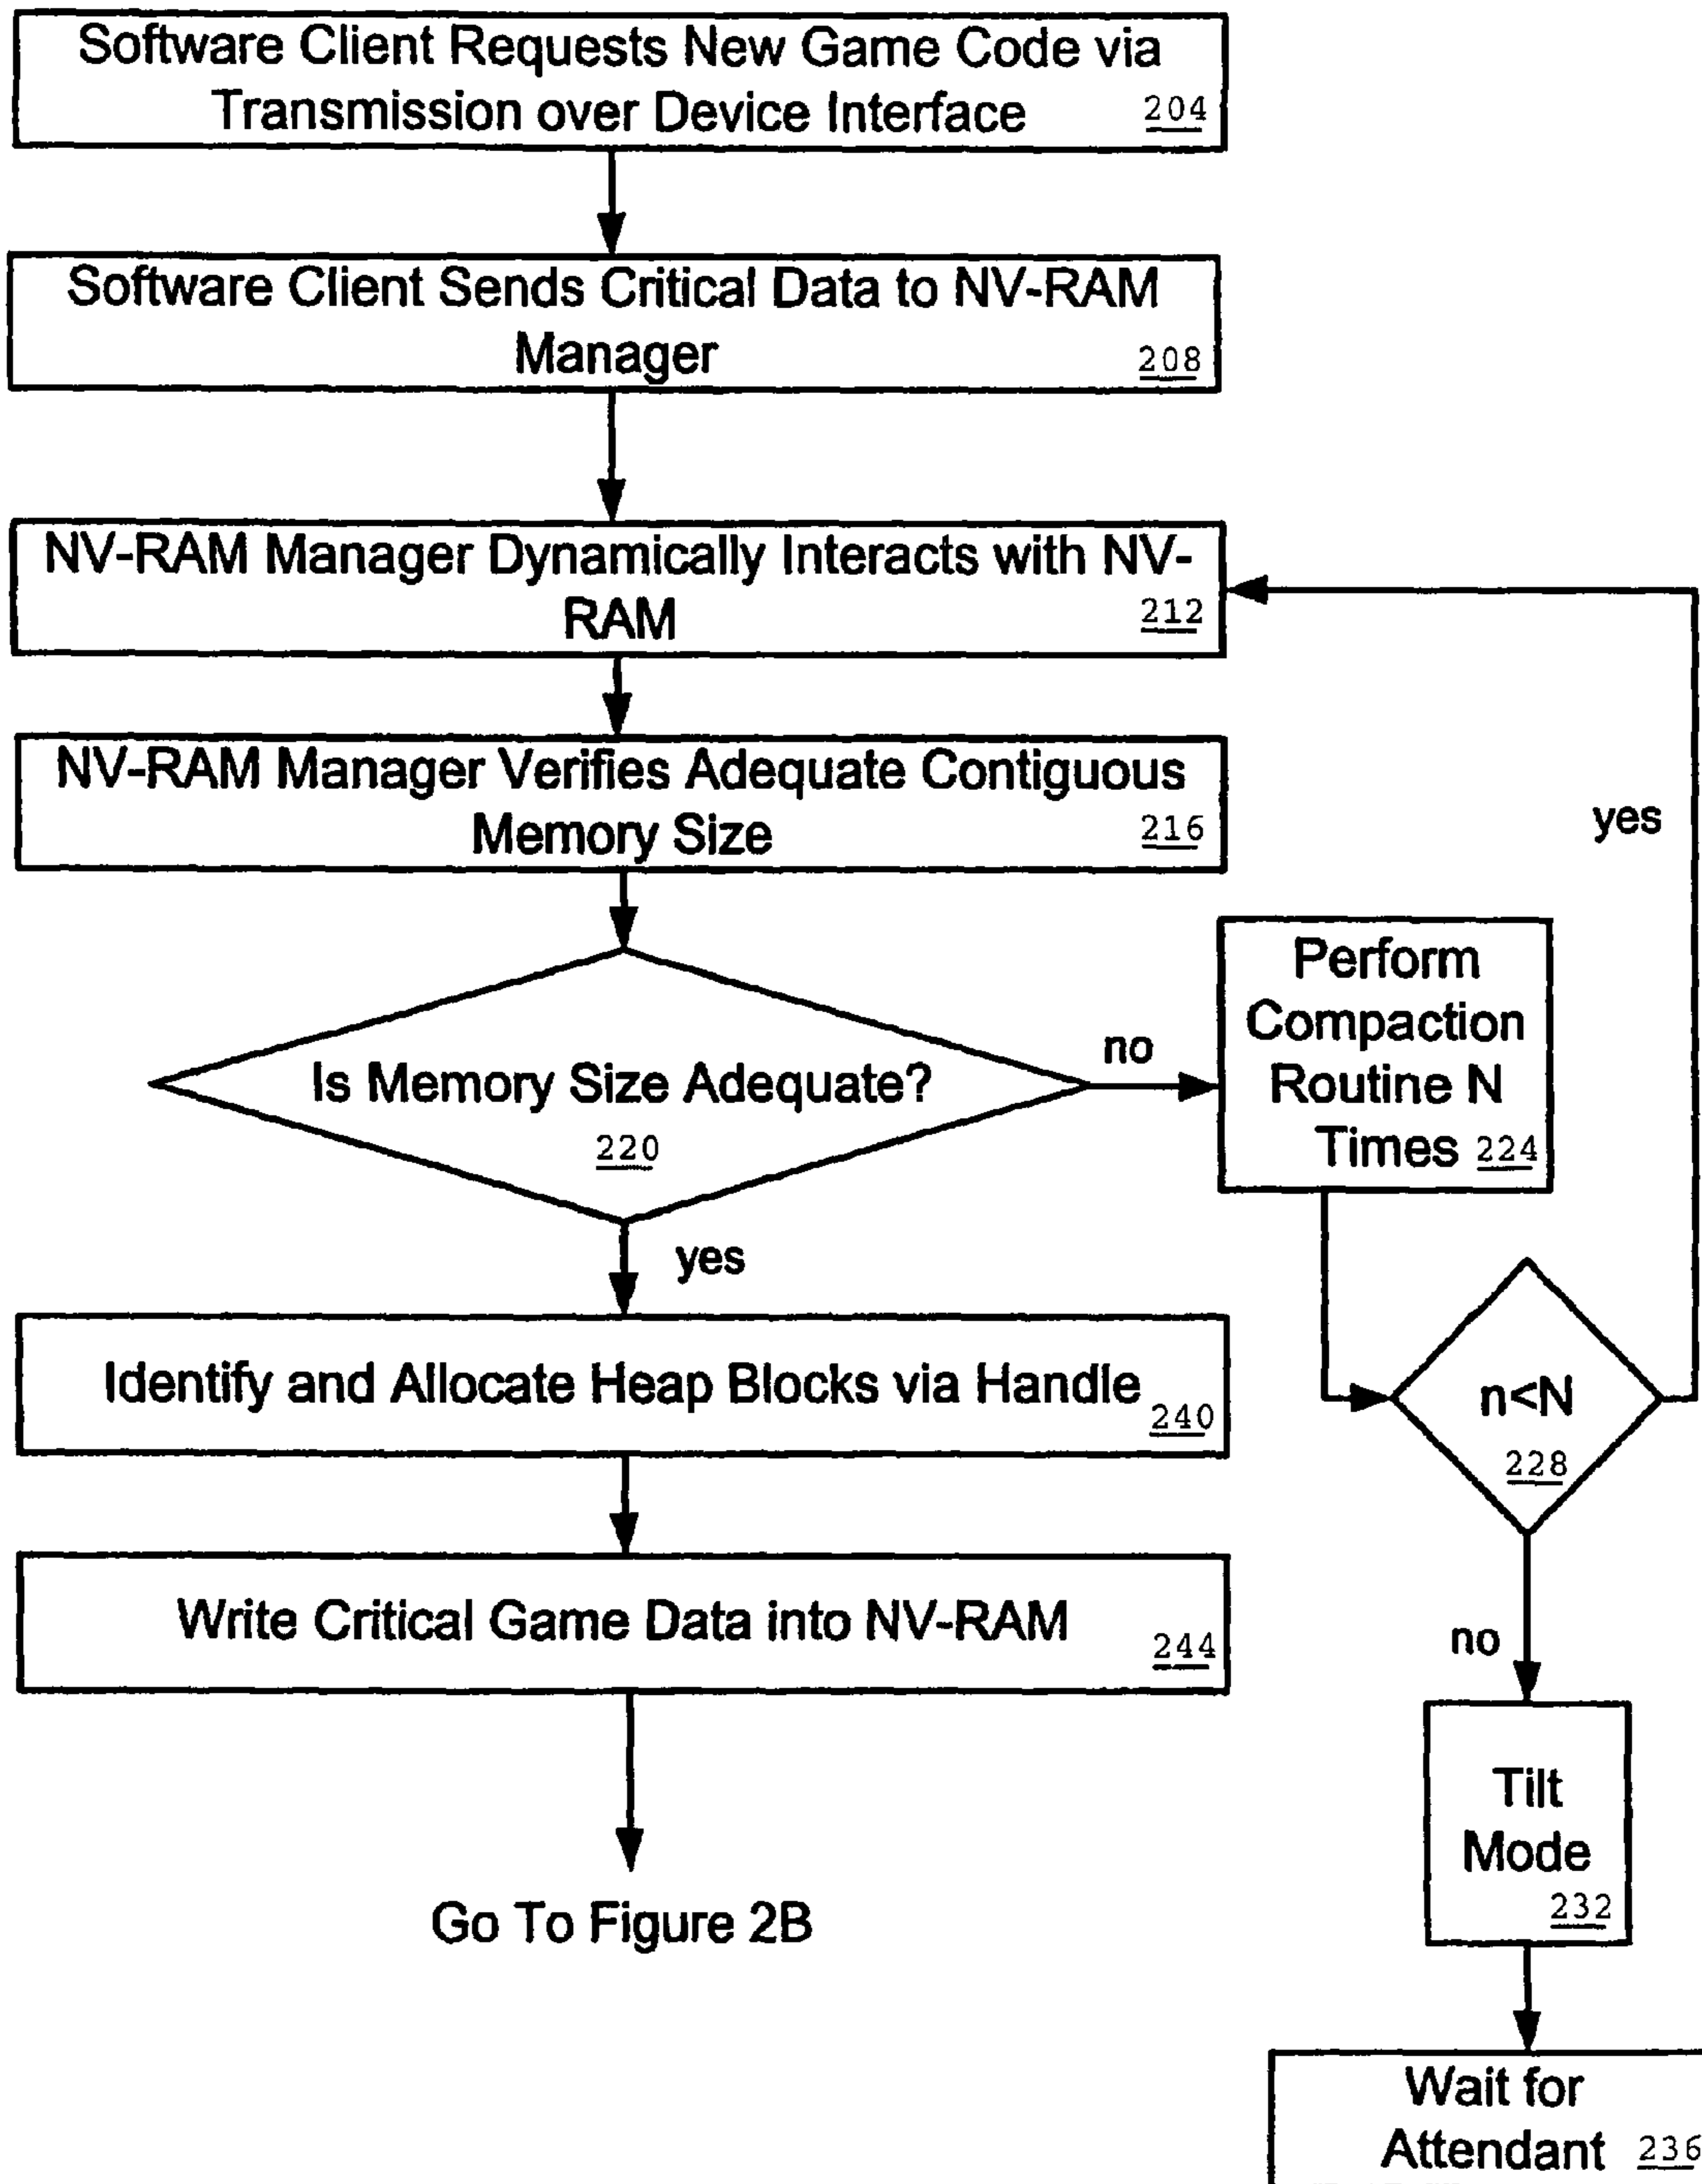 Software Client Requests New Game Code via
Transmission over Device Interface 204
Software Client Sends Critical Data to NV-RAM
Manager 208
NV-RAM Manager Dynamically Interacts with NV-
RAM 212
NV-RAM Manager Verifies Adequate Contiguous
Memory Size 216
yes
Is Memory Size Adequate?
220
no
Perform
Compaction
Routine N
Times 224
yes
Identify and Allocate Heap Blocks via Handle 240
n<N
228
Write Critical Game Data into NV-RAM 244
no
Tilt
Mode
232
Go To Figure 2B
Wait for
Attendant 236